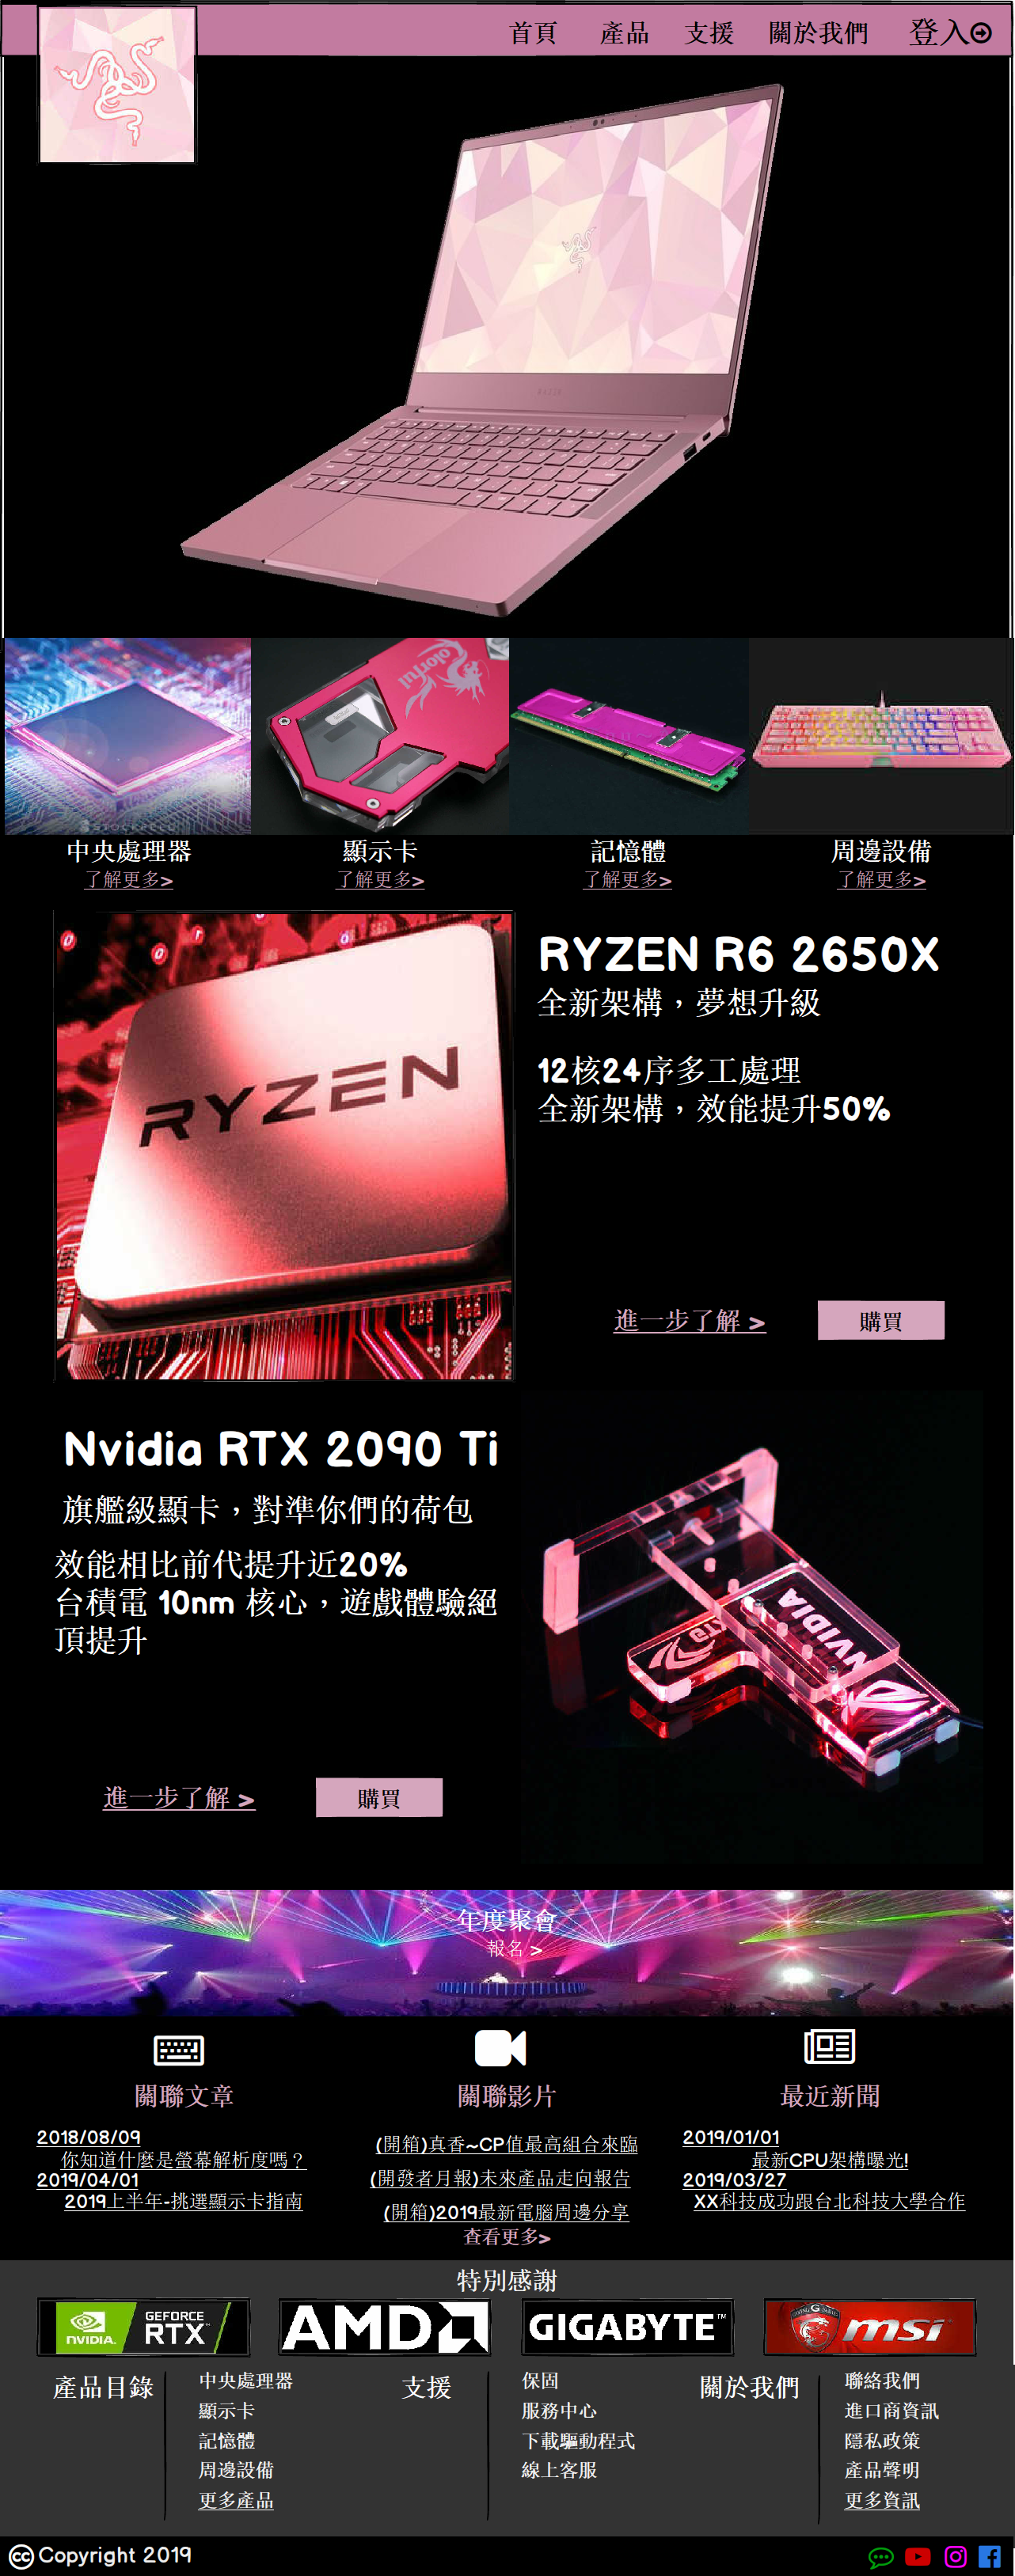 首頁 產品 支援 關於我們 登入
Colorful
中央處理器 顯示卡 記憶體 周邊設備
了解更多> 了解更多> 了解更多> 了解更多>
RYZEN
RYZEN R6 2650X
全新架構，夢想升級
12核24序多工處理
全新架構，效能提升50%
進一步了解 > 購買
Nvidia RTX 2090 Ti
旗艦級顯卡，對準你們的荷包
效能相比前代提升近20%
台積電 10nm 核心，遊戲體驗絕
頂提升
NVIDIA
NVIDIA
進一步了解 > 購買
年度聚會
報名 >
關聯文章
2018/08/09
你知道什麼是螢幕解析度嗎？
2019/04/01
2019上半年-挑選顯示卡指南
關聯影片
(開箱)真香~CP值最高組合來臨
(開發者月報)未來產品走向報告
(開箱)2019最新電腦周邊分享
查看更多>
最近新聞
2019/01/01
最新CPU架構曝光!
2019/03/27
XX科技成功跟台北科技大學合作
特別感謝
NVIDIA. GEFORCE RTX™
AMD
GIGABYTE™
msi
產品目錄
中央處理器
顯示卡
記憶體
周邊設備
更多產品
支援
保固
服務中心
下載驅動程式
線上客服
關於我們
聯絡我們
進口商資訊
隱私政策
產品聲明
更多資訊
cc Copyright 2019